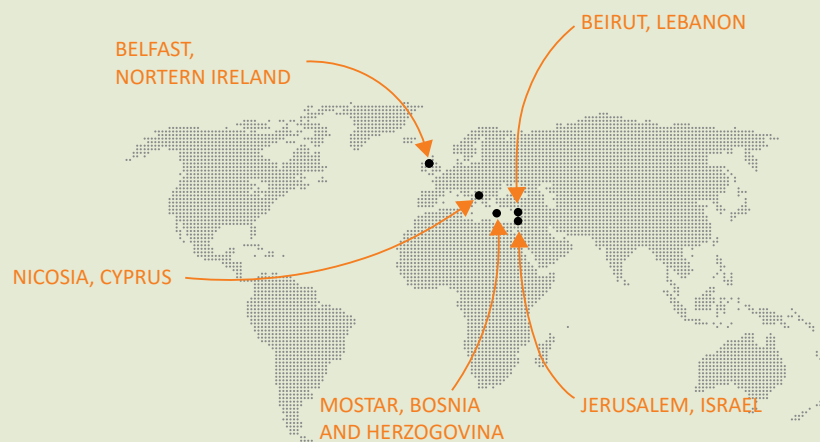 BEIRUT, LEBANON
BELFAST,
NORTERN IRELAND
NICOSIA, CYPRUS
MOSTAR, BOSNIA
AND HERZOGOVINA
JERUSALEM, ISRAEL